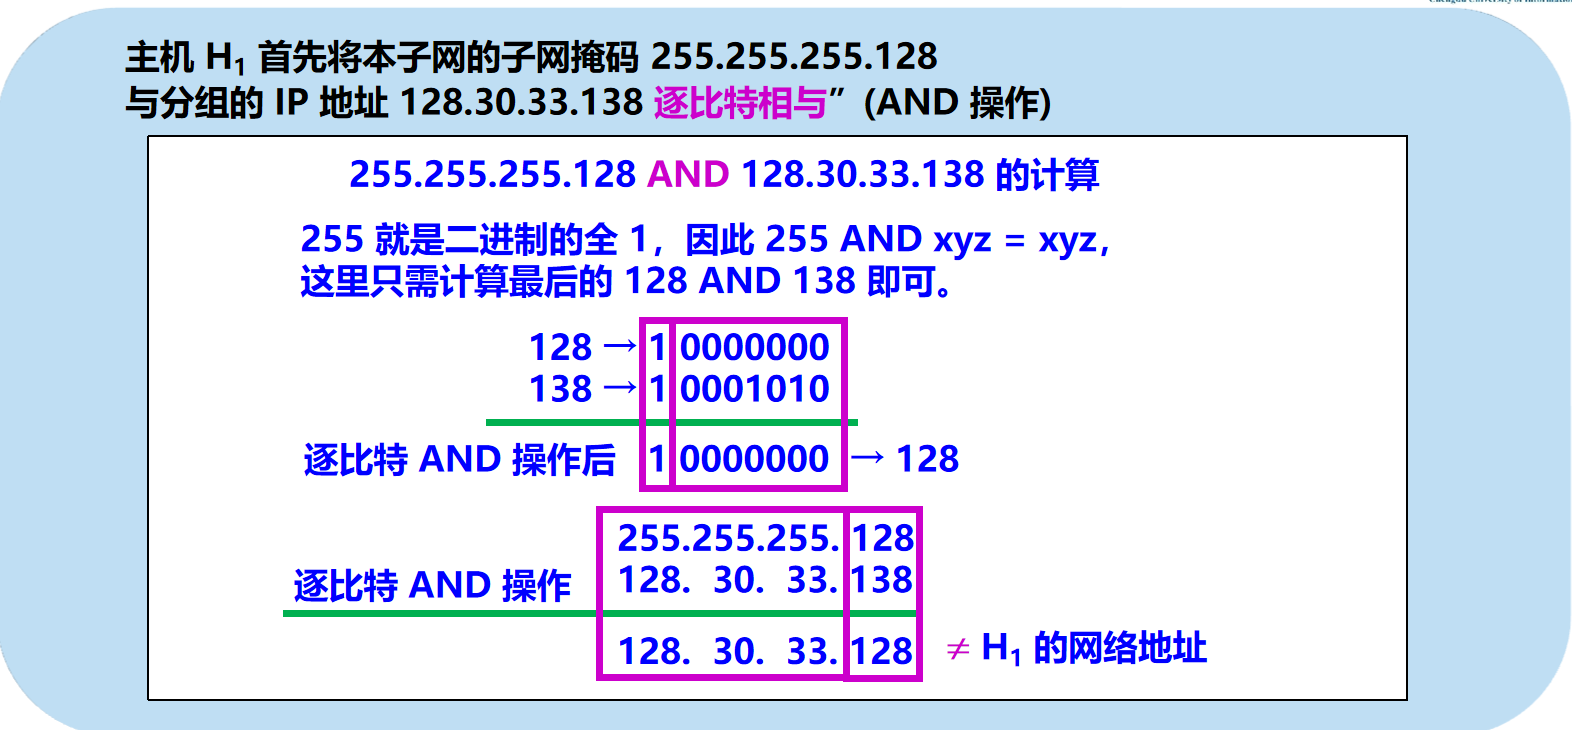 主机 H₁ 首先将本子网的子网掩码 255.255.255.128
与分组的 IP 地址 128.30.33.138 逐比特相与”(AND 操作)
255.255.255.128 AND 128.30.33.138 的计算
255 就是二进制的全 1，因此 255 AND xyz = xyz，
这里只需计算最后的 128 AND 138 即可。
128 → 1 0000000
138 → 1 0001010
逐比特 AND 操作后 1 0000000 → 128
255.255.255.128
逐比特 AND 操作
128. 30. 33.138
128. 30. 33.128 ≠ H₁ 的网络地址